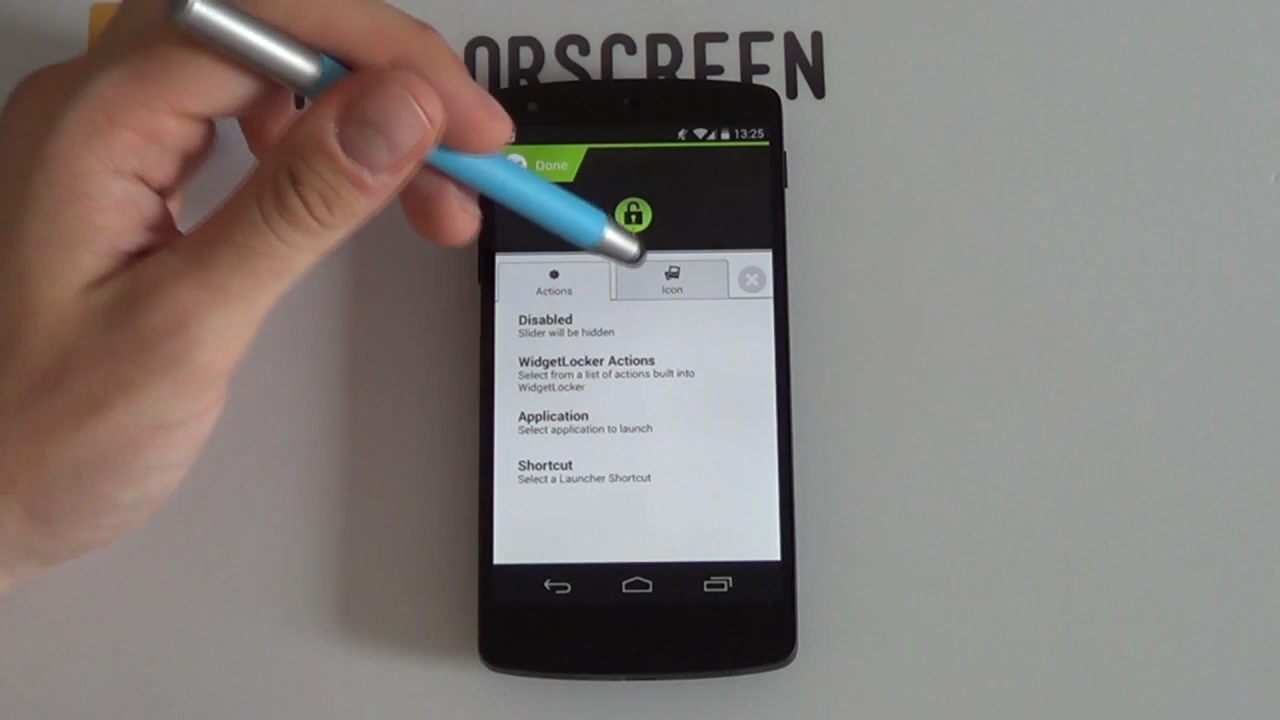 ORSCREEN
13:25
Done
Actions
Icon
Disabled
Slider will be hidden
WidgetLocker Actions
Select from a list of actions built into
WidgetLocker
Application
Select application to launch
Shortcut
Select a Launcher Shortcut